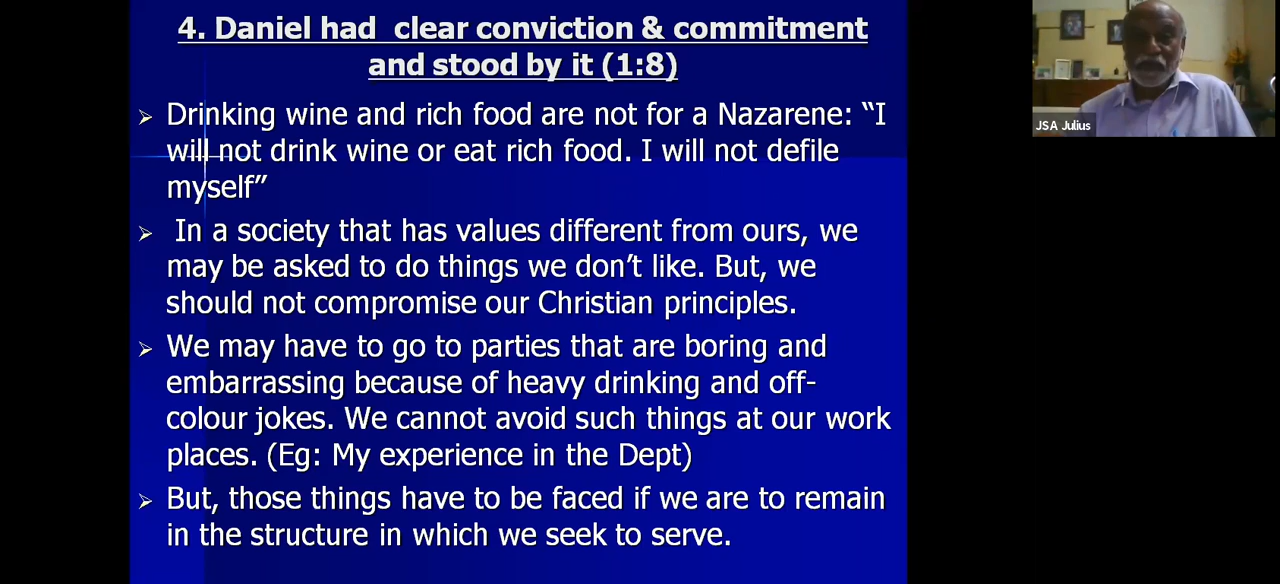 4. Daniel had clear conviction & commitment
and stood by it (1:8)
➢ Drinking wine and rich food are not for a Nazarene: “I
will not drink wine or eat rich food. I will not defile
myself”
➢ In a society that has values different from ours, we
may be asked to do things we don’t like. But, we
should not compromise our Christian principles.
➢ We may have to go to parties that are boring and
embarrassing because of heavy drinking and off-
colour jokes. We cannot avoid such things at our work
places. (Eg: My experience in the Dept)
➢ But, those things have to be faced if we are to remain
in the structure in which we seek to serve.
JSA Julius